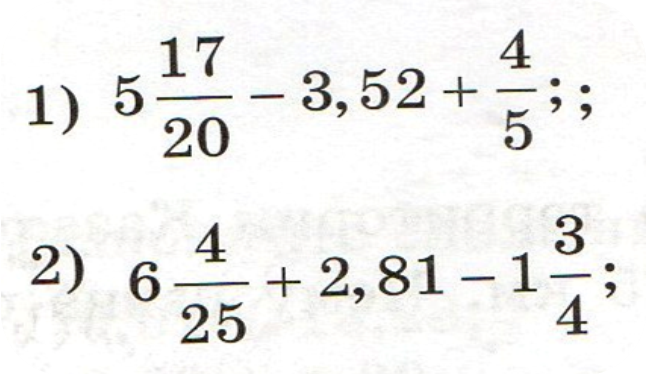 1) 5 17/20 − 3,52 + 4/5; ;
2) 6 4/25 + 2,81 − 1 3/4;